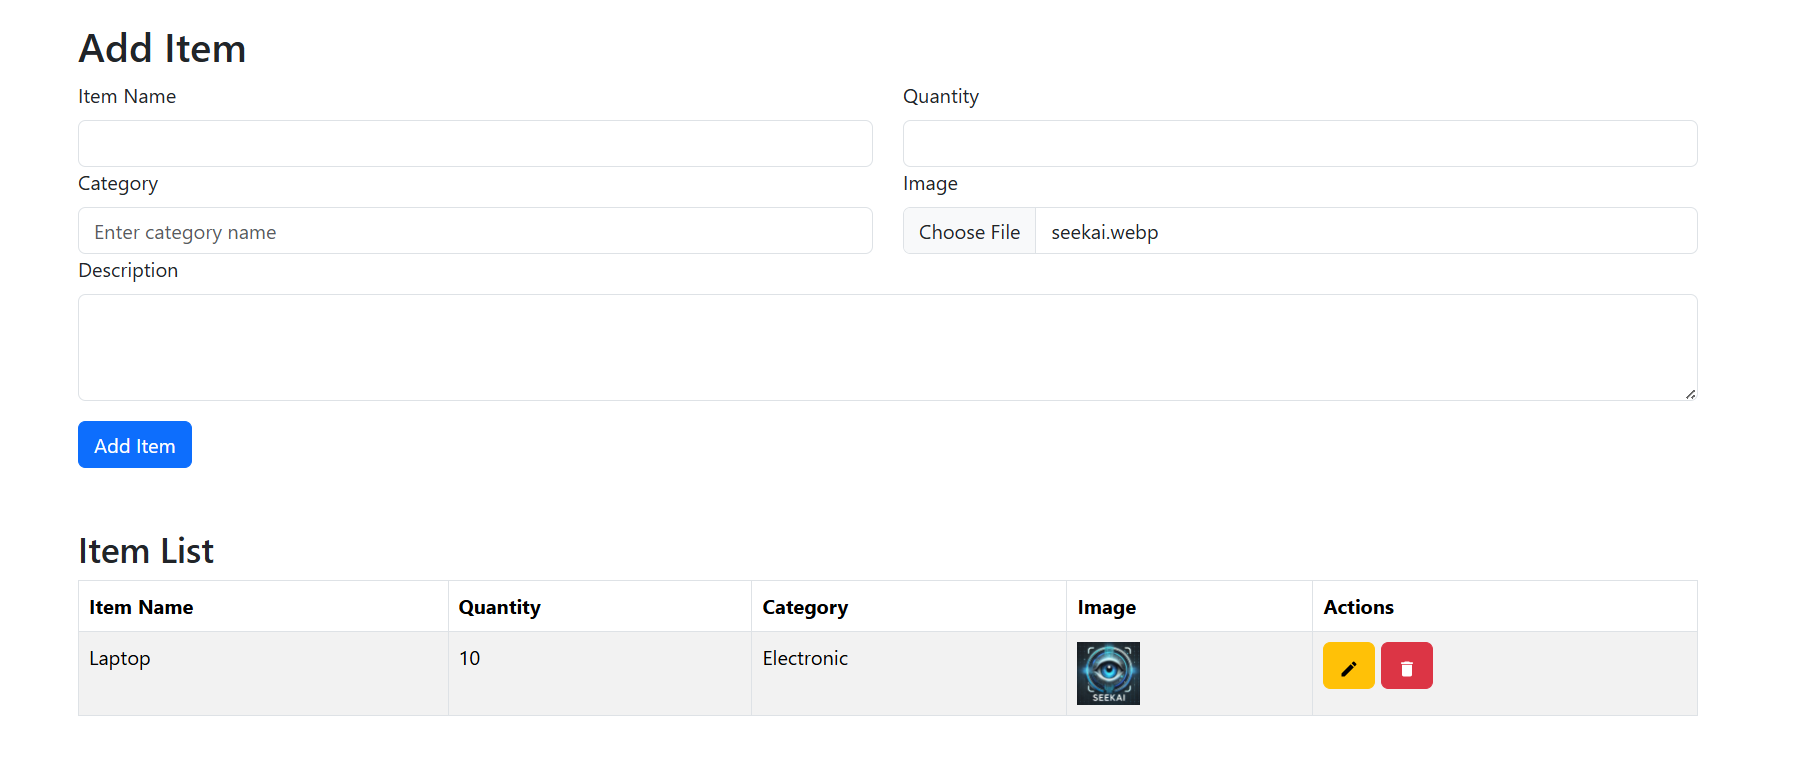 Add Item
Item Name Quantity
Category Image
Enter category name Choose File seekai.webp
Description
Add Item
Item List
Item Name Quantity Category Image Actions
Laptop 10 Electronic
SEEKAI